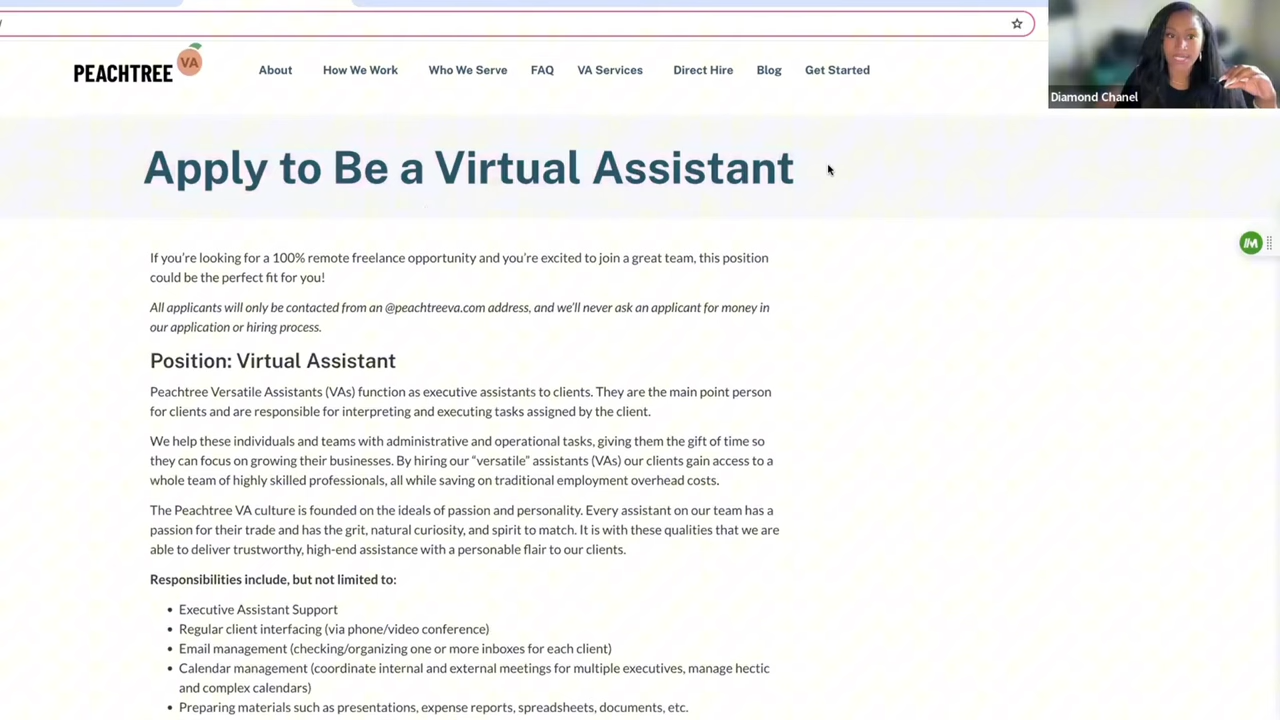 /
PEACHTREE VA
About How We Work Who We Serve FAQ VA Services Direct Hire Blog Get Started
Diamond Chanel
Apply to Be a Virtual Assistant
If you’re looking for a 100% remote freelance opportunity and you’re excited to join a great team, this position
could be the perfect fit for you!
All applicants will only be contacted from an @peachtreeva.com address, and we’ll never ask an applicant for money in
our application or hiring process.
Position: Virtual Assistant
Peachtree Versatile Assistants (VAs) function as executive assistants to clients. They are the main point person
for clients and are responsible for interpreting and executing tasks assigned by the client.
We help these individuals and teams with administrative and operational tasks, giving them the gift of time so
they can focus on growing their businesses. By hiring our “versatile” assistants (VAs) our clients gain access to a
whole team of highly skilled professionals, all while saving on traditional employment overhead costs.
The Peachtree VA culture is founded on the ideals of passion and personality. Every assistant on our team has a
passion for their trade and has the grit, natural curiosity, and spirit to match. It is with these qualities that we are
able to deliver trustworthy, high-end assistance with a personable flair to our clients.
Responsibilities include, but not limited to:
• Executive Assistant Support
• Regular client interfacing (via phone/video conference)
• Email management (checking/organizing one or more inboxes for each client)
• Calendar management (coordinate internal and external meetings for multiple executives, manage hectic
and complex calendars)
• Preparing materials such as presentations, expense reports, spreadsheets, documents, etc.